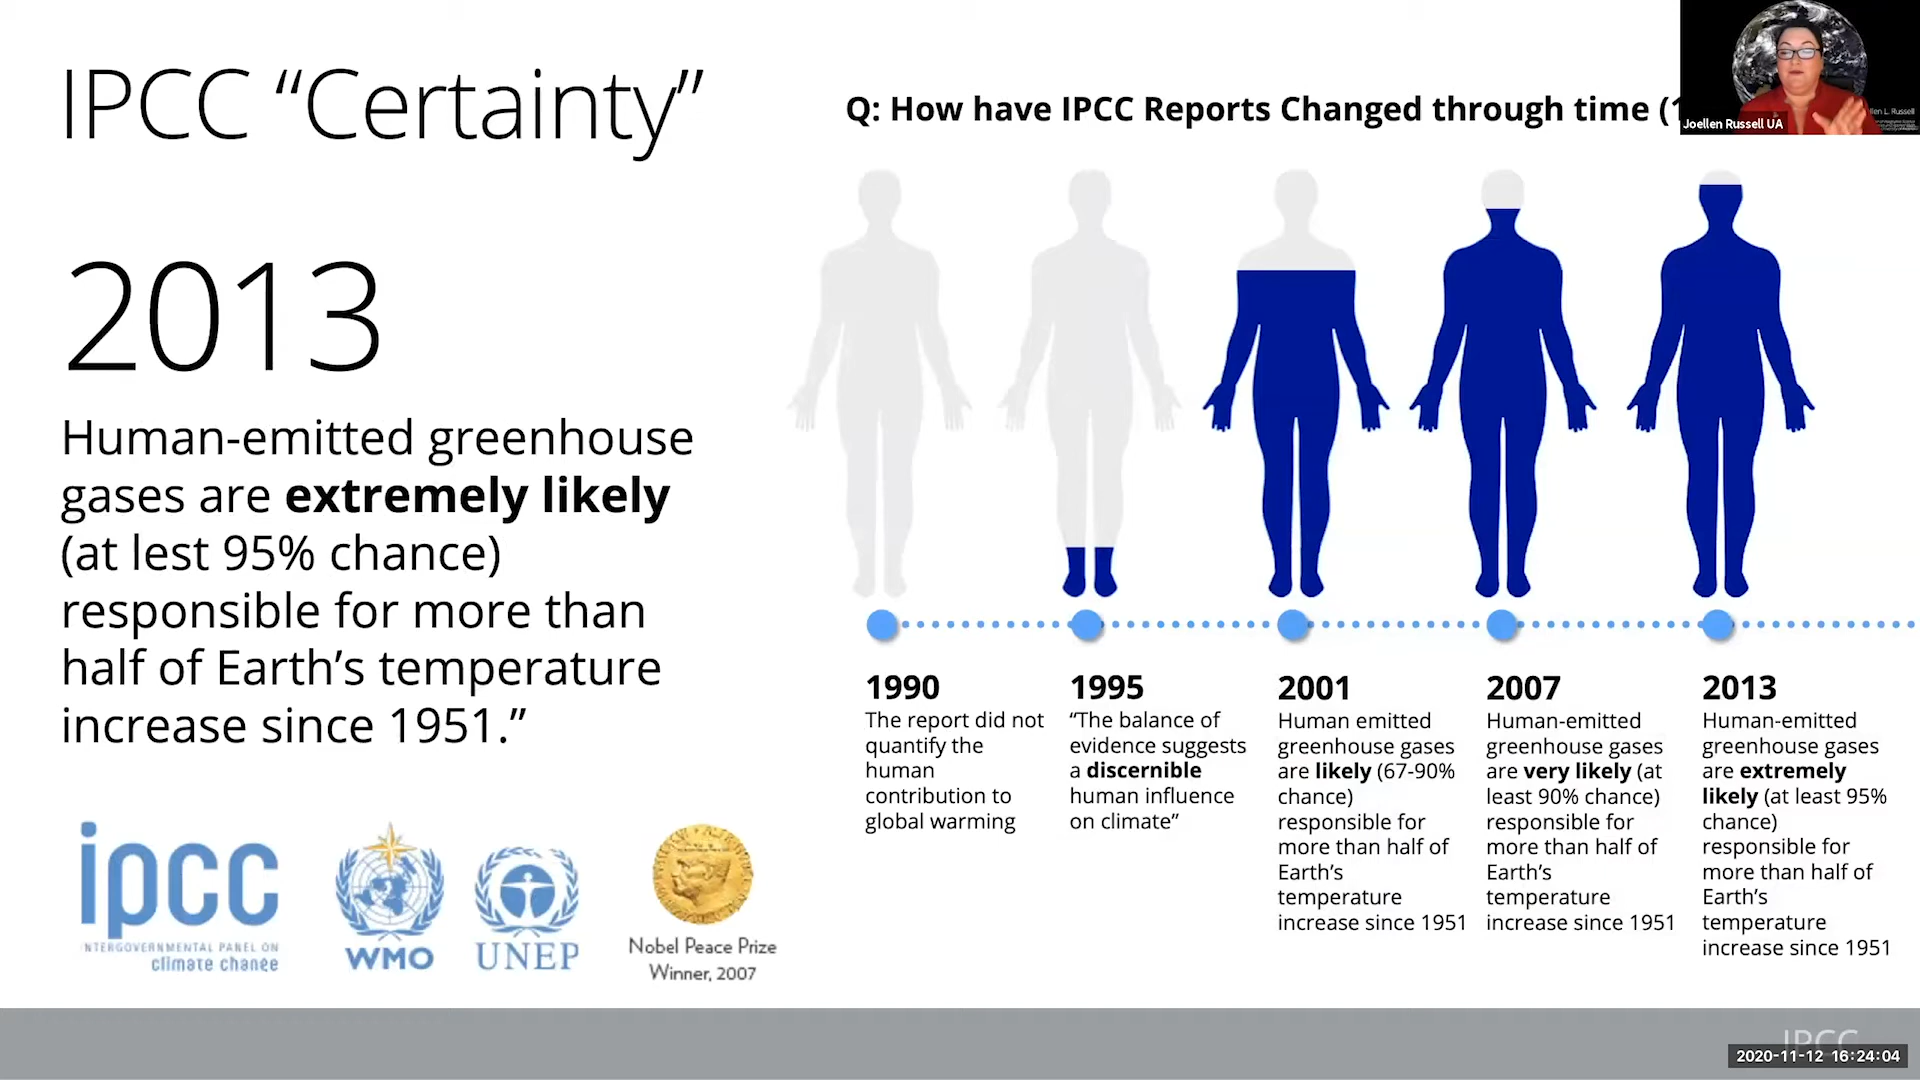 IPCC “Certainty”
2013
Human-emitted greenhouse
gases are extremely likely
(at lest 95% chance)
responsible for more than
half of Earth’s temperature
increase since 1951.”
ipcc
INTERGOVERNMENTAL PANEL ON
climate change
WMO
UNEP
Nobel Peace Prize
Winner, 2007
Q: How have IPCC Reports Changed through time (
Joellen Russell UA
1990
The report did not
quantify the
human
contribution to
global warming
1995
“The balance of
evidence suggests
a discernible
human influence
on climate”
2001
Human emitted
greenhouse gases
are likely (67-90%
chance)
responsible for
more than half of
Earth’s
temperature
increase since 1951
2007
Human-emitted
greenhouse gases
are very likely (at
least 90% chance)
responsible for
more than half of
Earth’s
temperature
increase since 1951
2013
Human-emitted
greenhouse gases
are extremely
likely (at least 95%
chance)
responsible for
more than half of
Earth’s
temperature
increase since 1951
IPCC
2020-11-12 16:24:04